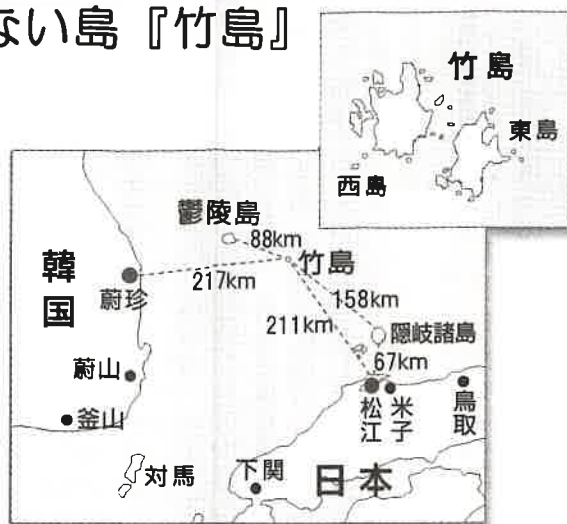 ない島『竹島』
竹島
東島
西島
鬱陵島
88km
竹島
韓国
217km
蔚珍
158km
211km
隠岐諸島
67km
蔚山
釜山
松江
米子
鳥取
対馬
下関
日本